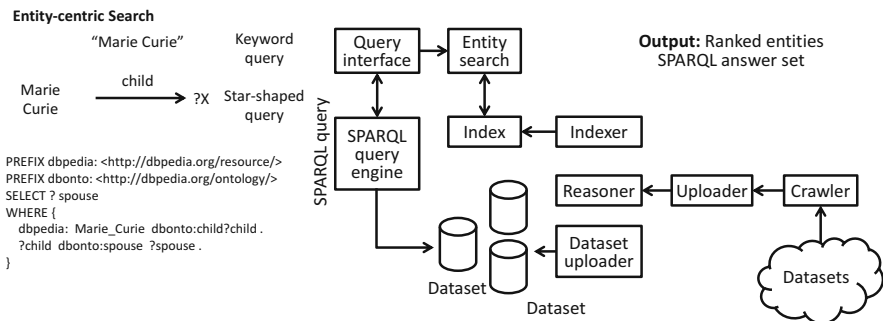 Entity-centric Search
“Marie Curie”
Keyword
query
Marie
Curie
child
?X
Star-shaped
query
PREFIX dbpedia: <http://dbpedia.org/resource/>
PREFIX dbonto: <http://dbpedia.org/ontology/>
SELECT ? spouse
WHERE {
dbpedia: Marie_Curie dbonto:child?child .
?child dbonto:spouse ?spouse .
}
SPARQL query
Query
interface
Entity
search
SPARQL
query
engine
Index
Indexer
Output: Ranked entities
SPARQL answer set
Reasoner
Uploader
Crawler
Dataset
uploader
Datasets
Dataset
Dataset